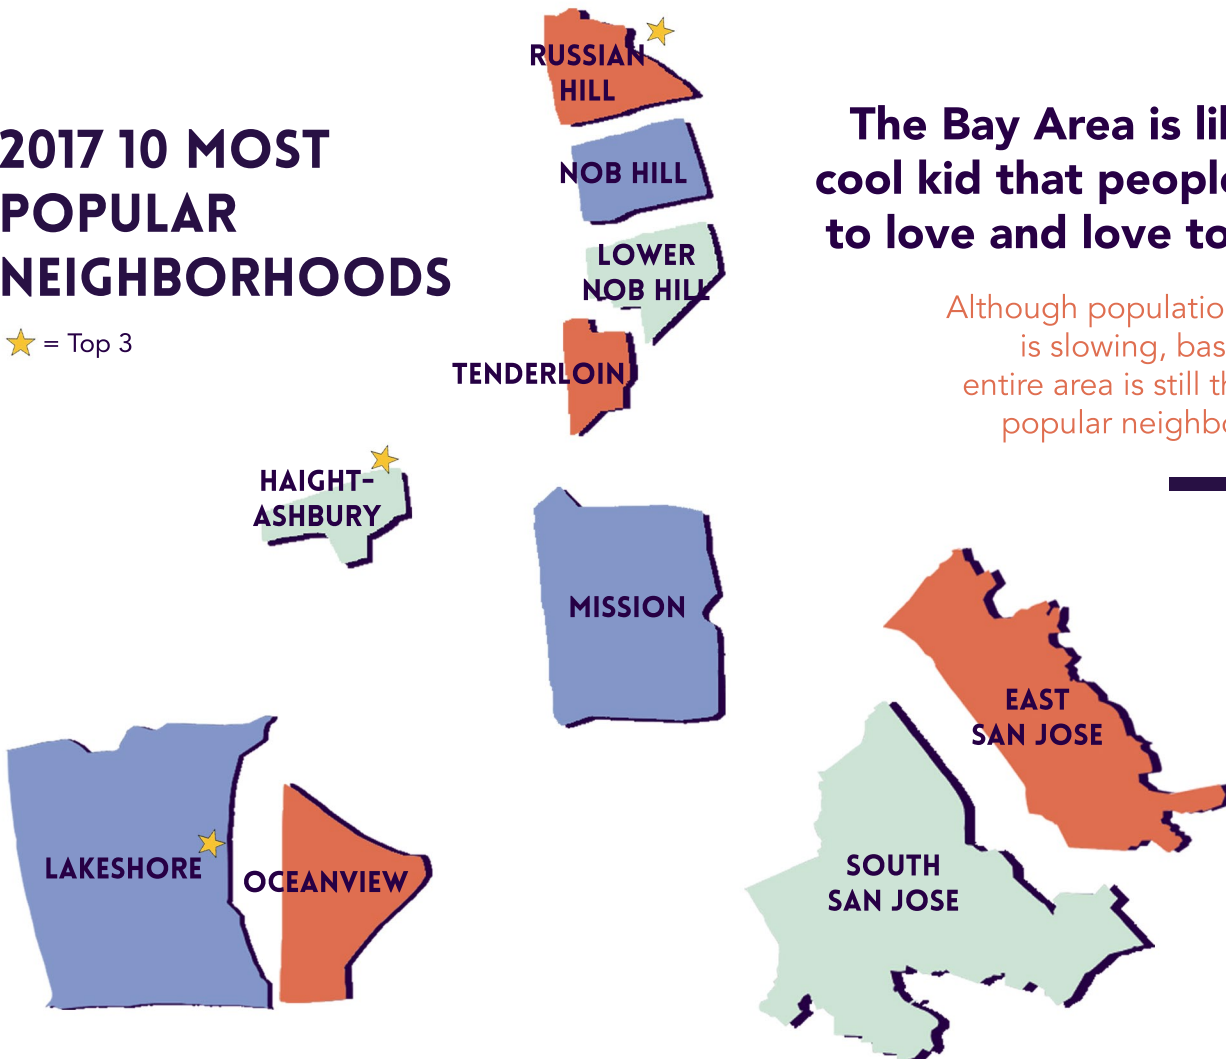 2017 10 MOST
POPULAR
NEIGHBORHOODS
= Top 3
RUSSIAN
HILL
NOB HILL
LOWER
NOB HILL
TENDERLOIN
HAIGHT-
ASHBURY
MISSION
LAKESHORE
OCEANVIEW
EAST
SAN JOSE
SOUTH
SAN JOSE
The Bay Area is
cool kid that
to love and love to
Although
is slowing,
entire area is still
popular